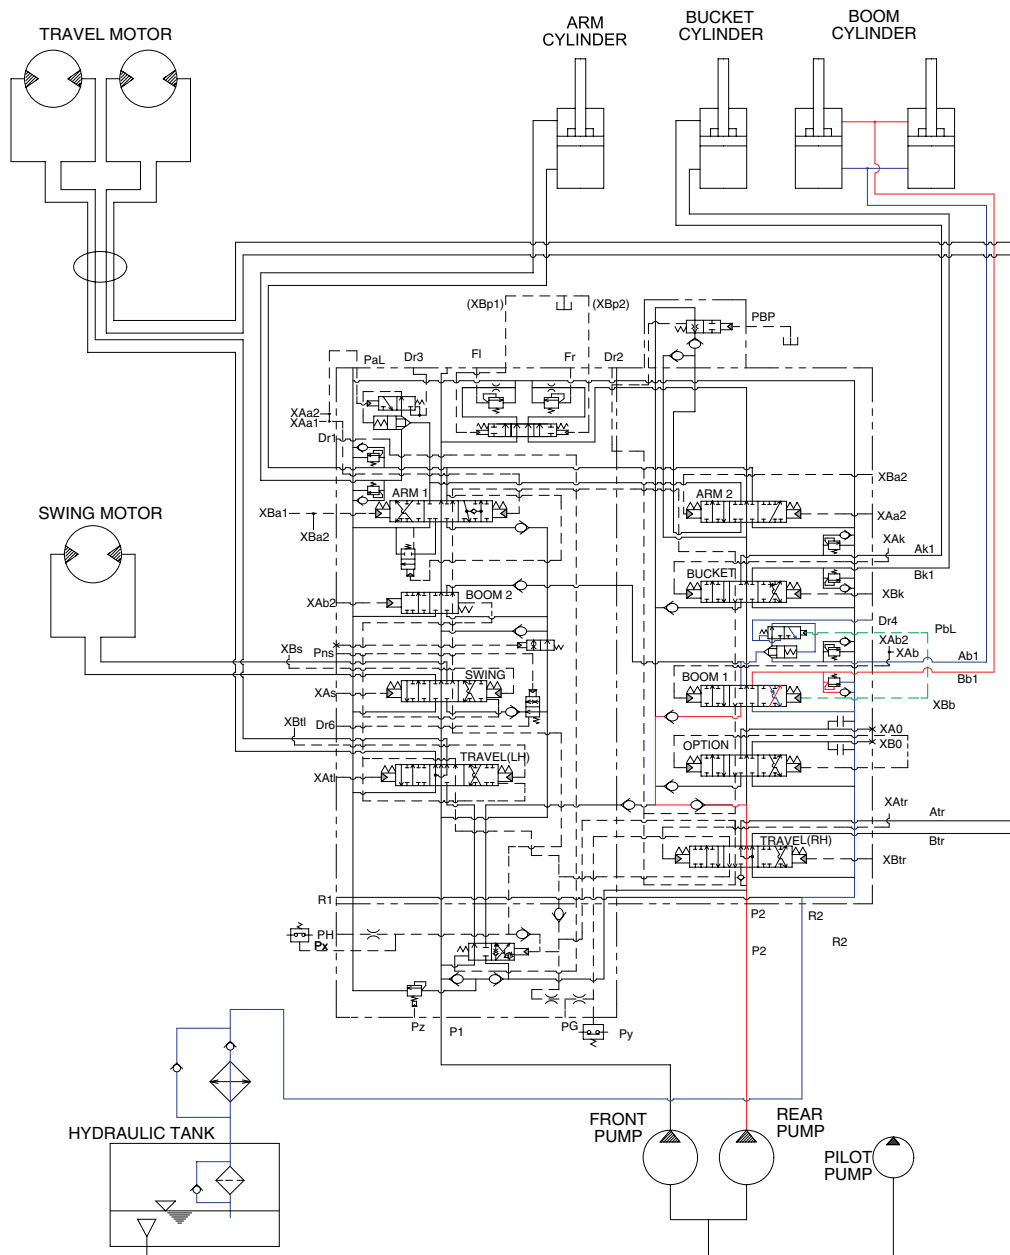 TRAVEL MOTOR
ARM
CYLINDER
BUCKET
CYLINDER
BOOM
CYLINDER
(XBp1)
(XBp2)
PBP
PaL
Dr3
Fl
Fr
Dr2
XAa2
XAa1
Dr1
XBa2
ARM 1
ARM 2
SWING MOTOR
XBa1
XBa2
XAa2
XAk
Ak1
BUCKET
Bk1
XBk
XAb2
BOOM 2
Dr4
PbL
XAb2
XAb
XBs
Pns
Ab1
SWING
BOOM 1
Bb1
XAs
XBb
XBtl
Dr6
XA0
XB0
OPTION
TRAVEL(LH)
XAtl
XAtr
Atr
TRAVEL(RH)
Btr
XBtr
R1
P2
R2
PH
Px
P2
R2
Pz
P1
PG
Py
FRONT
PUMP
REAR
PUMP
HYDRAULIC TANK
PILOT
PUMP